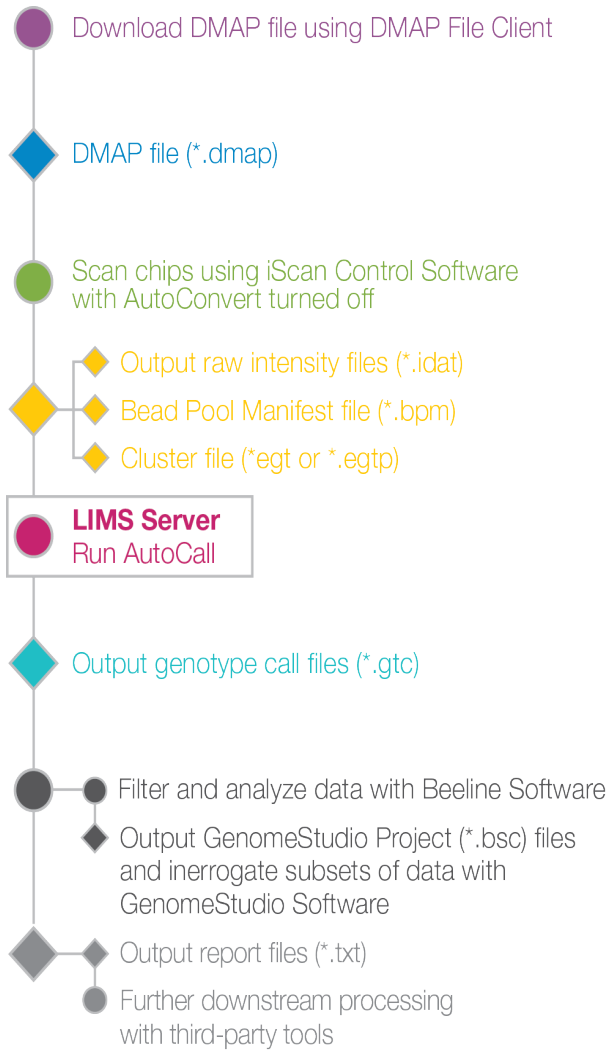 Download DMAP file using DMAP File Client
DMAP file (*.dmap)
Scan chips using iScan Control Software
with AutoConvert turned off
Output raw intensity files (*.idat)
Bead Pool Manifest file (*.bpm)
Cluster file (*egt or *.egtp)
LIMS Server
Run AutoCall
Output genotype call files (*.gtc)
Filter and analyze data with Beeline Software
Output GenomeStudio Project (*.bsc) files
and inerrogate subsets of data with
GenomeStudio Software
Output report files (*.txt)
Further downstream processing
with third-party tools